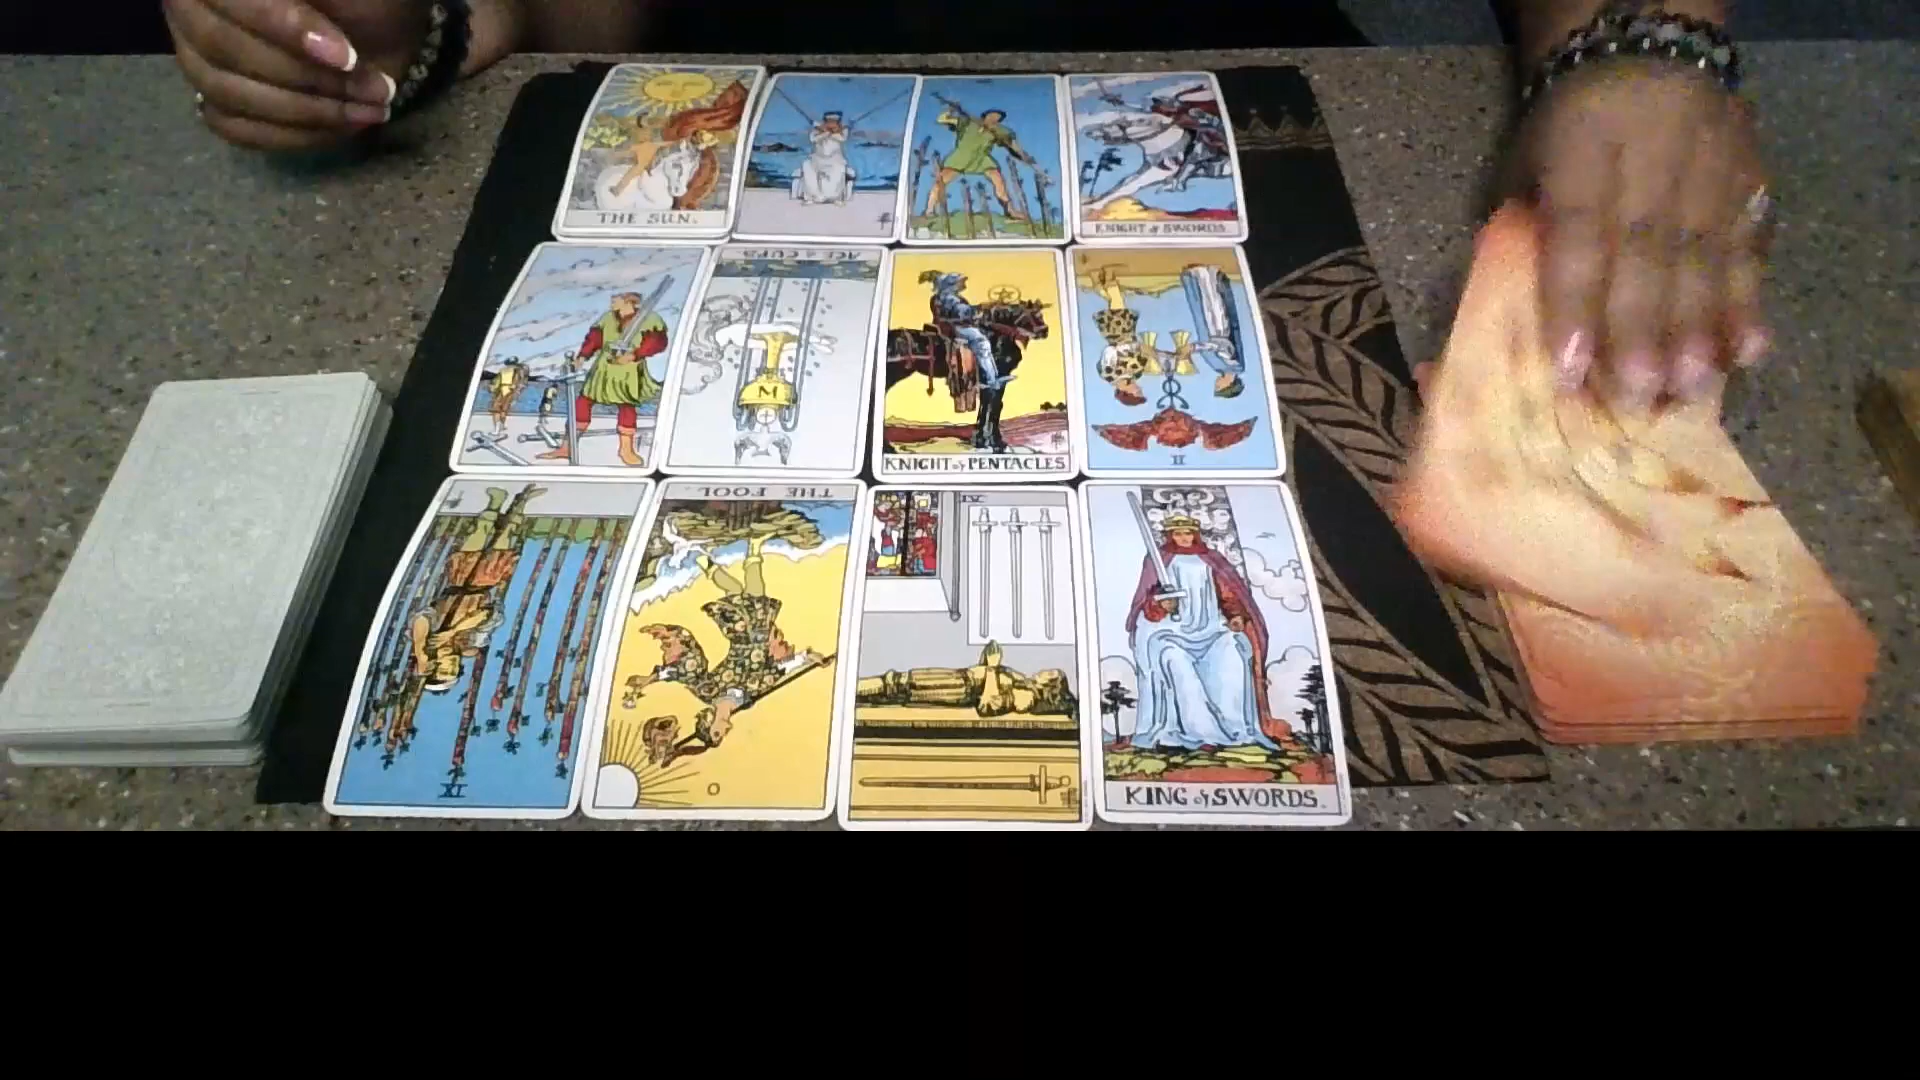 THE SUN.
KNIGHT of SWORDS.
ACE of CUPS
M
KNIGHT of PENTACLES
II
IX
THE FOOL.
0
IV
KING of SWORDS.